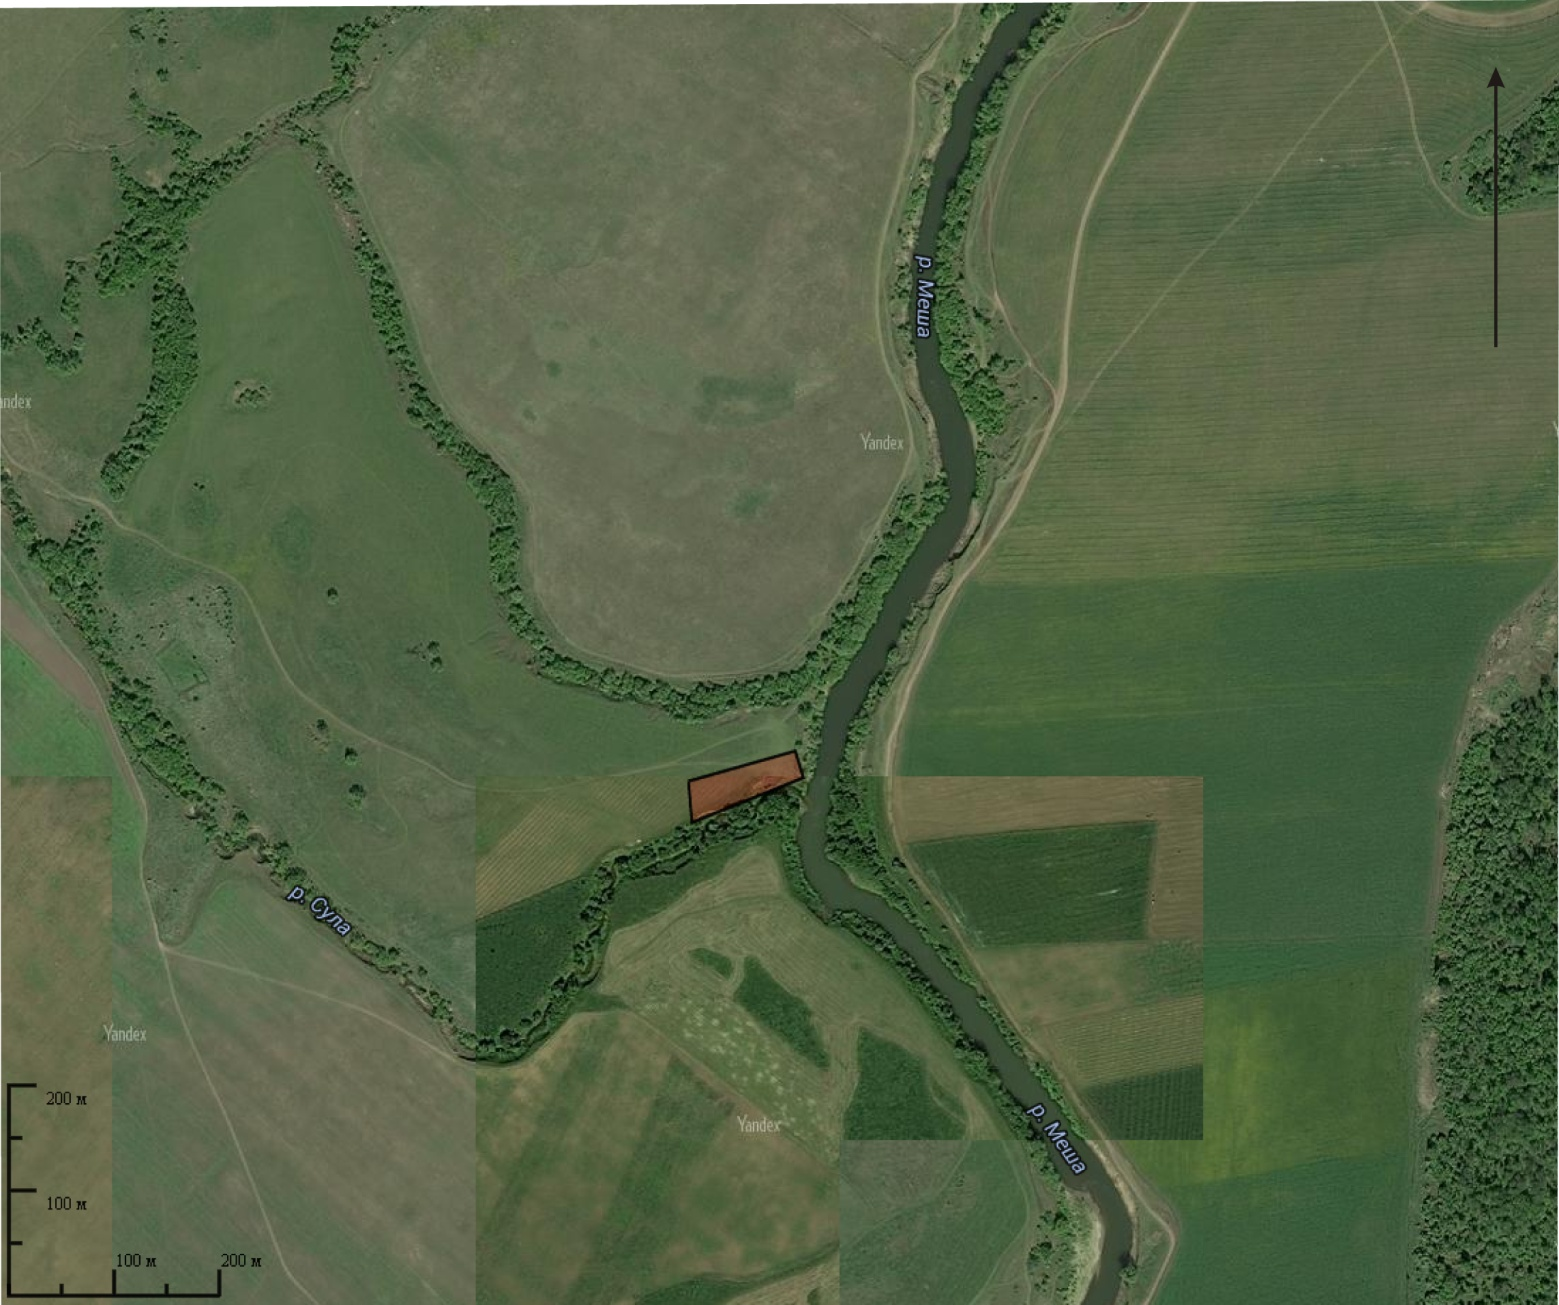 р. Меша
andex
Yandex
р. Сула
Yandex
200 м
Yandex
р. Меша
100 м
100 м 200 м